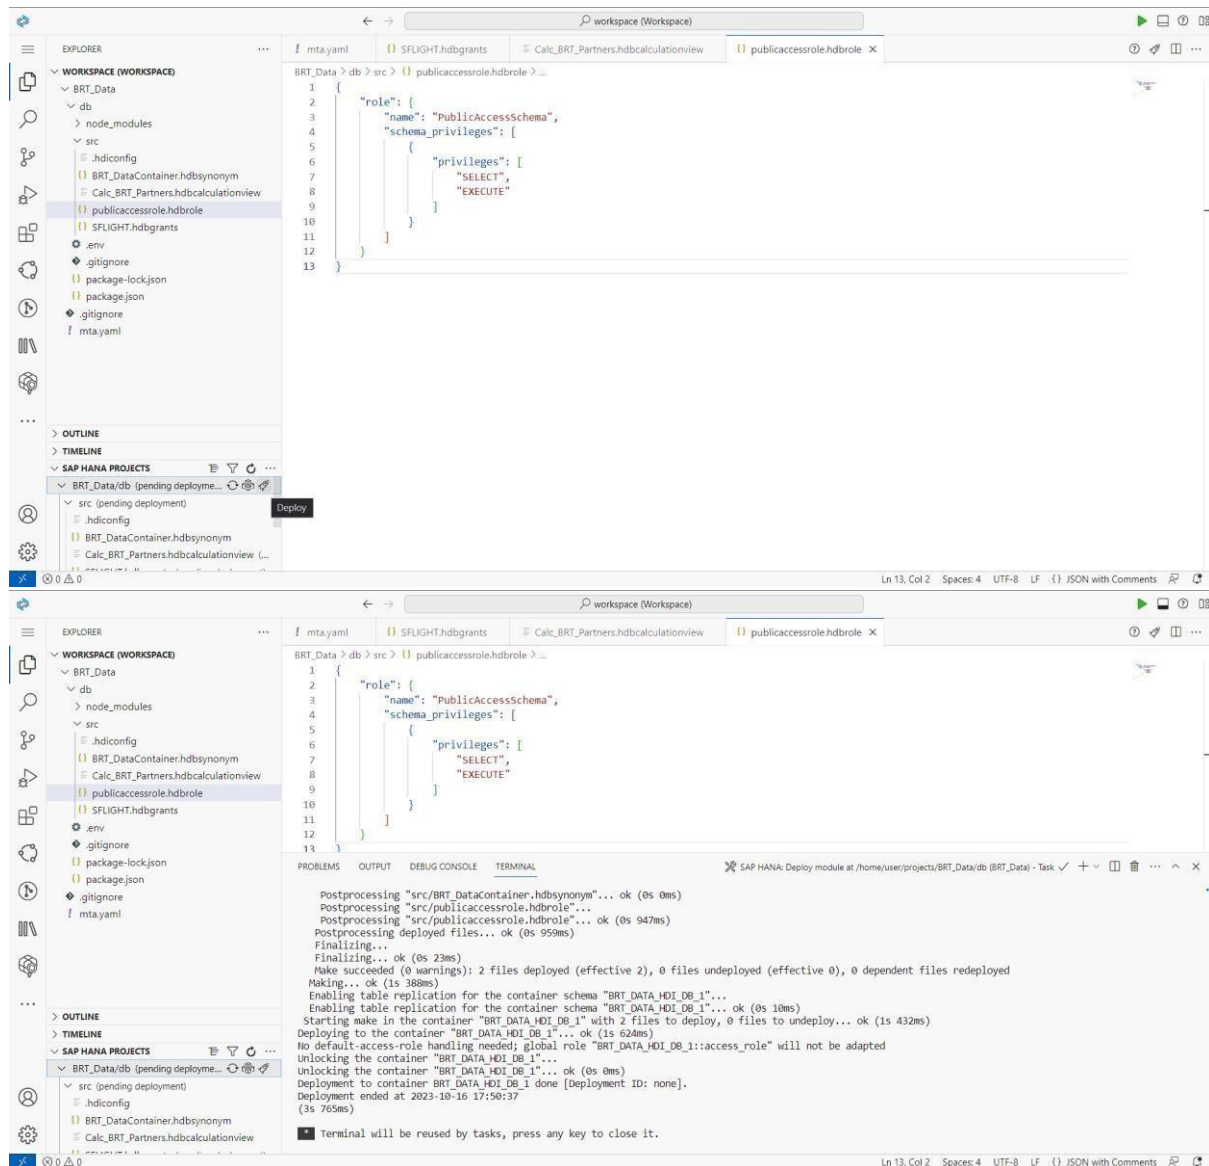 workspace (Workspace)
EXPLORER
mta.yaml
SFLIGHT.hdbgrants
Calc_BRT_Partners.hdbcalculationview
publicaccessrole.hdbrole
WORKSPACE (WORKSPACE)
BRT_Data
db
node_modules
src
.hdiconfig
BRT_DataContainer.hdbsynonym
Calc_BRT_Partners.hdbcalculationview
publicaccessrole.hdbrole
SFLIGHT.hdbgrants
.env
.gitignore
package-lock.json
package.json
.gitignore
mta.yaml
OUTLINE
TIMELINE
SAP HANA PROJECTS
BRT_Data/db (pending deployme...
src (pending deployment)
.hdiconfig
BRT_DataContainer.hdbsynonym
Calc_BRT_Partners.hdbcalculationview (...
Deploy
BRT_Data > db > src > {} publicaccessrole.hdbrole > ...
1 {
2 "role": {
3 "name": "PublicAccessSchema",
4 "schema_privileges": [
5 {
6 "privileges": [
7 "SELECT",
8 "EXECUTE"
9 ]
10 }
11 ]
12 }
13 }
0 0
Ln 13, Col 2 Spaces: 4 UTF-8 LF {} JSON with Comments
workspace (Workspace)
EXPLORER
mta.yaml
SFLIGHT.hdbgrants
Calc_BRT_Partners.hdbcalculationview
publicaccessrole.hdbrole
WORKSPACE (WORKSPACE)
BRT_Data
db
node_modules
src
.hdiconfig
BRT_DataContainer.hdbsynonym
Calc_BRT_Partners.hdbcalculationview
publicaccessrole.hdbrole
SFLIGHT.hdbgrants
.env
.gitignore
package-lock.json
package.json
.gitignore
mta.yaml
OUTLINE
TIMELINE
SAP HANA PROJECTS
BRT_Data/db (pending deployme...
src (pending deployment)
.hdiconfig
BRT_DataContainer.hdbsynonym
Calc_BRT_Partners.hdbcalculationview
BRT_Data > db > src > {} publicaccessrole.hdbrole > ...
1 {
2 "role": {
3 "name": "PublicAccessSchema",
4 "schema_privileges": [
5 {
6 "privileges": [
7 "SELECT",
8 "EXECUTE"
9 ]
10 }
11 ]
12 }
13 }
PROBLEMS OUTPUT DEBUG CONSOLE TERMINAL
SAP HANA: Deploy module at /home/user/projects/BRT_Data/db (BRT_Data) - Task
Postprocessing "src/BRT_DataContainer.hdbsynonym"... ok (0s 0ms)
Postprocessing "src/publicaccessrole.hdbrole"...
Postprocessing "src/publicaccessrole.hdbrole"... ok (0s 947ms)
Postprocessing deployed files... ok (0s 959ms)
Finalizing...
Finalizing... ok (0s 23ms)
Make succeeded (0 warnings): 2 files deployed (effective 2), 0 files undeployed (effective 0), 0 dependent files redeployed
Making... ok (1s 388ms)
Enabling table replication for the container schema "BRT_DATA_HDI_DB_1"...
Enabling table replication for the container schema "BRT_DATA_HDI_DB_1"... ok (0s 10ms)
Starting make in the container "BRT_DATA_HDI_DB_1" with 2 files to deploy, 0 files to undeploy... ok (1s 432ms)
Deploying to the container "BRT_DATA_HDI_DB_1"... ok (1s 624ms)
No default-access-role handling needed; global role "BRT_DATA_HDI_DB_1::access_role" will not be adapted
Unlocking the container "BRT_DATA_HDI_DB_1"...
Unlocking the container "BRT_DATA_HDI_DB_1"... ok (0s 0ms)
Deployment to container BRT_DATA_HDI_DB_1 done [Deployment ID: none].
Deployment ended at 2023-10-16 17:50:37
(3s 765ms)
* Terminal will be reused by tasks, press any key to close it.
0 0
Ln 13, Col 2 Spaces: 4 UTF-8 LF {} JSON with Comments